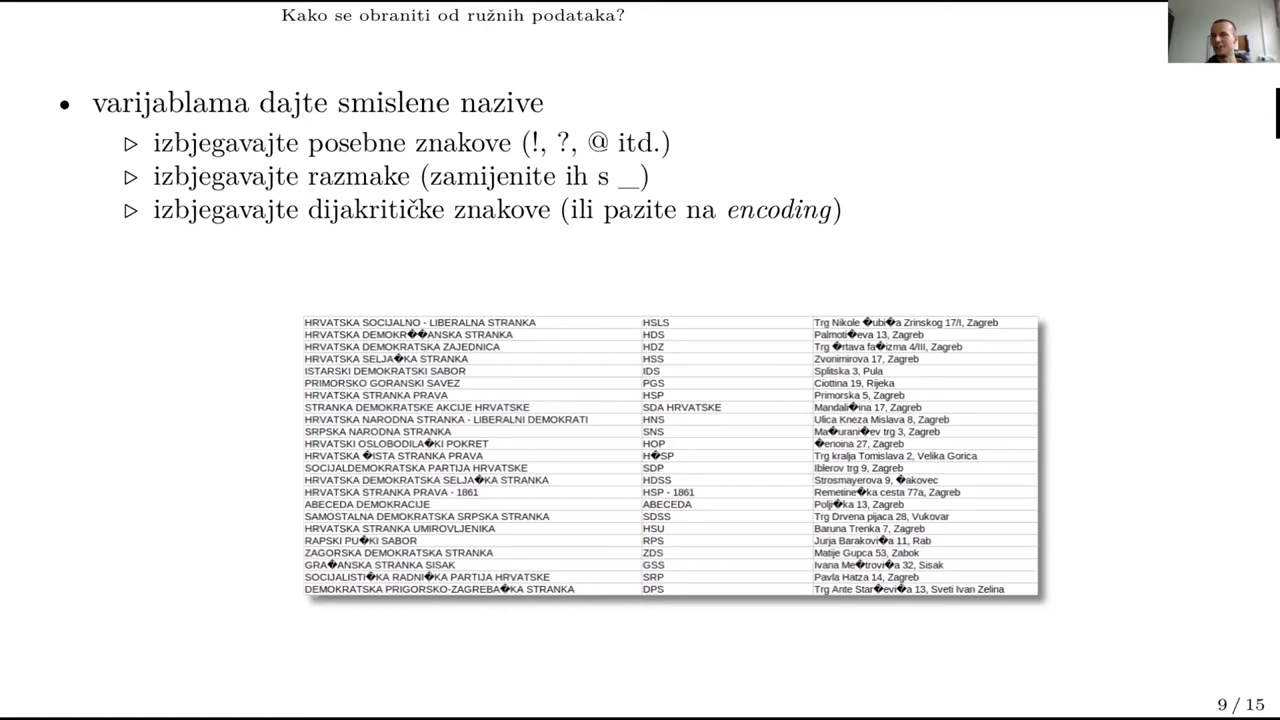 Kako se obraniti od ružnih podataka?
• varijablama dajte smislene nazive
▷ izbjegavajte posebne znakove (!, ?, @ itd.)
▷ izbjegavajte razmake (zamijenite ih s _)
▷ izbjegavajte dijakritičke znakove (ili pazite na encoding)
HRVATSKA SOCIJALNO - LIBERALNA STRANKA HSLS Trg Nikole �ubi�a Zrinskog 17/I, Zagreb
HRVATSKA DEMOKR��ANSKA STRANKA HDS Palmoti�eva 13, Zagreb
HRVATSKA DEMOKRATSKA ZAJEDNICA HDZ Trg �rtava fa�izma 4/III, Zagreb
HRVATSKA SELJA�KA STRANKA HSS Zvonimirova 17, Zagreb
ISTARSKI DEMOKRATSKI SABOR IDS Splitska 3, Pula
PRIMORSKO GORANSKI SAVEZ PGS Ciottina 19, Rijeka
HRVATSKA STRANKA PRAVA HSP Primorska 5, Zagreb
STRANKA DEMOKRATSKE AKCIJE HRVATSKE SDA HRVATSKE Mandali�ina 17, Zagreb
HRVATSKA NARODNA STRANKA - LIBERALNI DEMOKRATI HNS Ulica Kneza Mislava 8, Zagreb
SRPSKA NARODNA STRANKA SNS Ma�urani�ev trg 3, Zagreb
HRVATSKI OSLOBODILA�KI POKRET HOP �enoina 27, Zagreb
HRVATSKA �ISTA STRANKA PRAVA H�SP Trg kralja Tomislava 2, Velika Gorica
SOCIJALDEMOKRATSKA PARTIJA HRVATSKE SDP Iblerov trg 9, Zagreb
HRVATSKA DEMOKRATSKA SELJA�KA STRANKA HDSS Strosmayerova 9, �akovec
HRVATSKA STRANKA PRAVA - 1861 HSP - 1861 Remetine�ka cesta 77a, Zagreb
ABECEDA DEMOKRACIJE ABECEDA Polji�ka 13, Zagreb
SAMOSTALNA DEMOKRATSKA SRPSKA STRANKA SDSS Trg Drvena pijaca 28, Vukovar
HRVATSKA STRANKA UMIROVLJENIKA HSU Baruna Trenka 7, Zagreb
RAPSKI PU�KI SABOR RPS Jurja Barakovi�a 11, Rab
ZAGORSKA DEMOKRATSKA STRANKA ZDS Matije Gupca 53, Zabok
GRA�ANSKA STRANKA SISAK GSS Ivana Me�trovi�a 32, Sisak
SOCIJALISTI�KA RADNI�KA PARTIJA HRVATSKE SRP Pavla Hatza 14, Zagreb
DEMOKRATSKA PRIGORSKO-ZAGREBA�KA STRANKA DPS Trg Ante Star�evi�a 13, Sveti Ivan Zelina
9 / 15